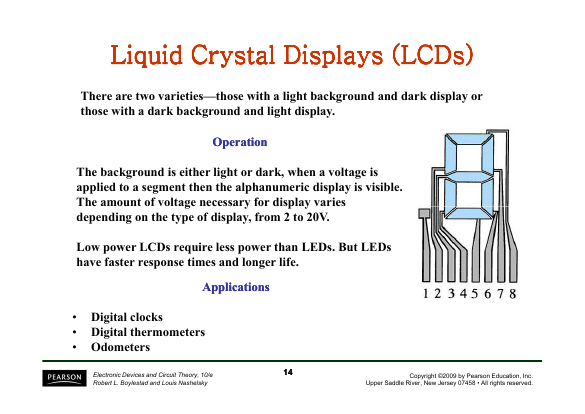 Liquid Crystal Displays (LCDs)
There are two varieties—those with a light background and dark display or
those with a dark background and light display.
Operation
The background is either light or dark, when a voltage is
applied to a segment then the alphanumeric display is visible.
The amount of voltage necessary for display varies
depending on the type of display, from 2 to 20V.
Low power LCDs require less power than LEDs. But LEDs
have faster response times and longer life.
1 2 3 4 5 6 7 8
Applications
• Digital clocks
• Digital thermometers
• Odometers
PEARSON
Electronic Devices and Circuit Theory, 10/e
Robert L. Boylestad and Louis Nashelsky
14
Copyright ©2009 by Pearson Education, Inc.
Upper Saddle River, New Jersey 07458 • All rights reserved.